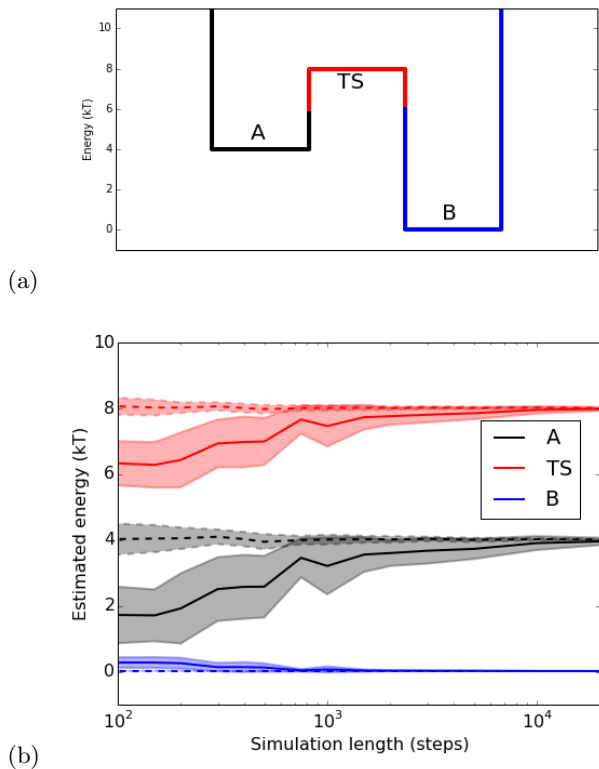 10
8
6
4
2
0
Energy (kT)
A
TS
B
(a)
10
8
6
4
2
0
Estimated energy (kT)
A
TS
B
10²
10³
10⁴
Simulation length (steps)
(b)